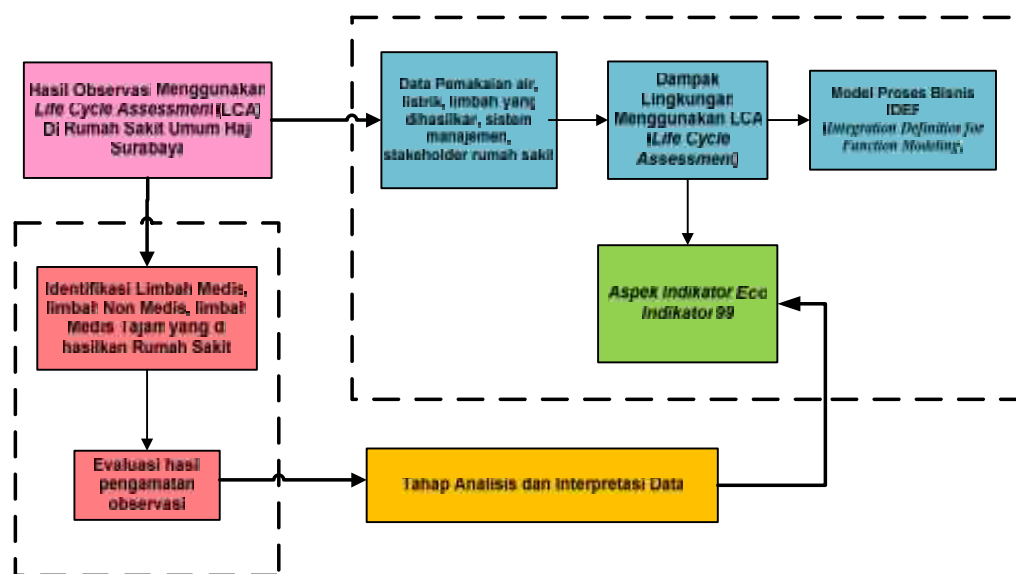 Hasil Observasi Menggunakan
Life Cycle Assessment (LCA)
Di Rumah Sakit Umum Haji
Surabaya
Data Pemakaian air,
listrik, limbah yang
dihasilkan, sistem
manajemen,
stakeholder rumah sakit
Dampak
Lingkungan
Menggunakan LCA
(Life Cycle
Assessment)
Model Proses Bisnis
IDEF
(Integration Definition for
Function Modeling).
Aspek Indikator Eco
Indikator 99
Identifikasi Limbah Medis,
limbah Non Medis, limbah
Medis Tajam yang di
hasilkan Rumah Sakit
Evaluasi hasil
pengamatan
observasi
Tahap Analisis dan Interpretasi Data